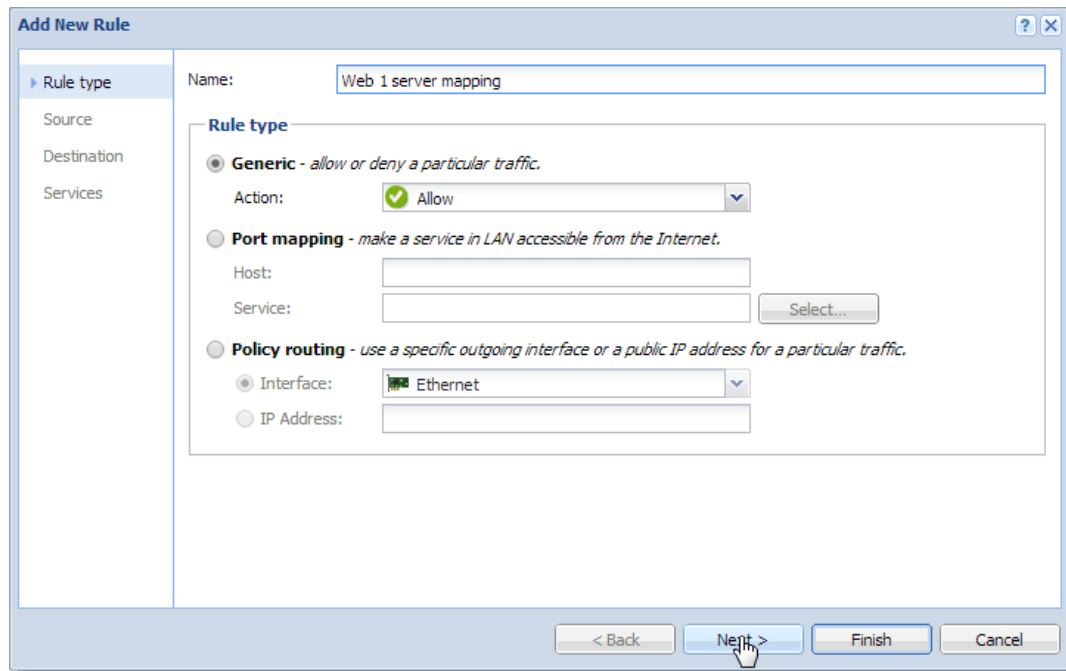 Add New Rule
?
Rule type
Source
Destination
Services
Name: Web 1 server mapping
Rule type
Generic - allow or deny a particular traffic.
Action: Allow
Port mapping - make a service in LAN accessible from the Internet.
Host:
Service: Select...
Policy routing - use a specific outgoing interface or a public IP address for a particular traffic.
Interface: Ethernet
IP Address:
< Back Next > Finish Cancel